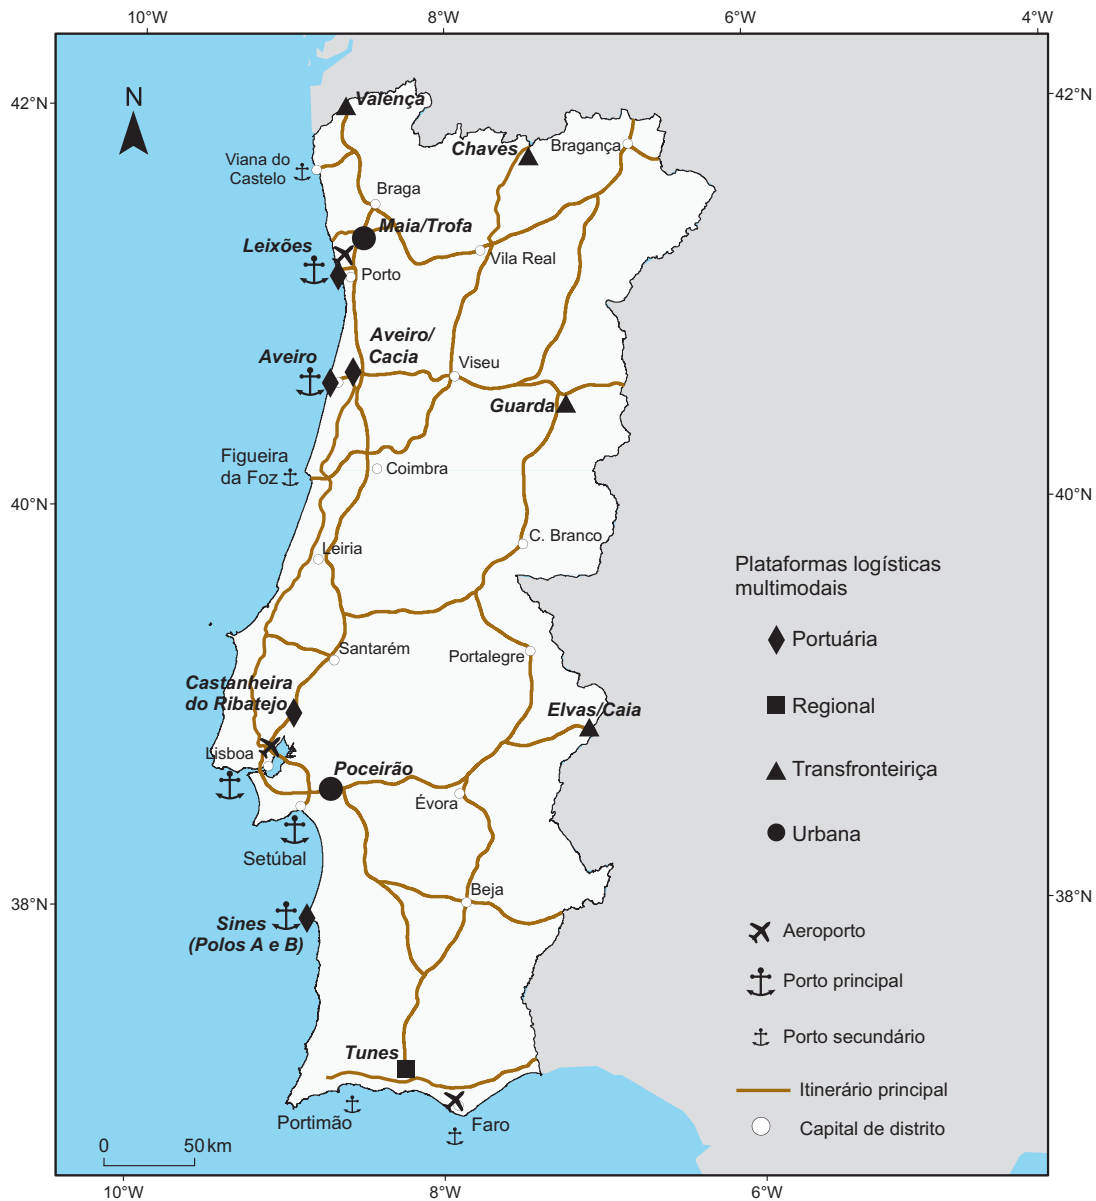 10°W
8°W
6°W
4°W
42°N
42°N
N
Valença
Chaves
Bragança
Viana do
Castelo
Braga
Maia/Trofa
Leixões
Vila Real
Porto
Aveiro/
Cacia
Aveiro
Viseu
Guarda
Figueira
da Foz
Coimbra
40°N
40°N
C. Branco
Leiria
Plataformas logísticas
multimodais
Portuária
Santarém
Portalegre
Castanheira
do Ribatejo
Regional
Elvas/Caia
Lisboa
Poceirão
Transfronteiriça
Évora
Urbana
Setúbal
Beja
38°N
38°N
Sines
(Polos A e B)
Aeroporto
Porto principal
Porto secundário
Tunes
Itinerário principal
Portimão
Faro
Capital de distrito
0
50 km
10°W
8°W
6°W